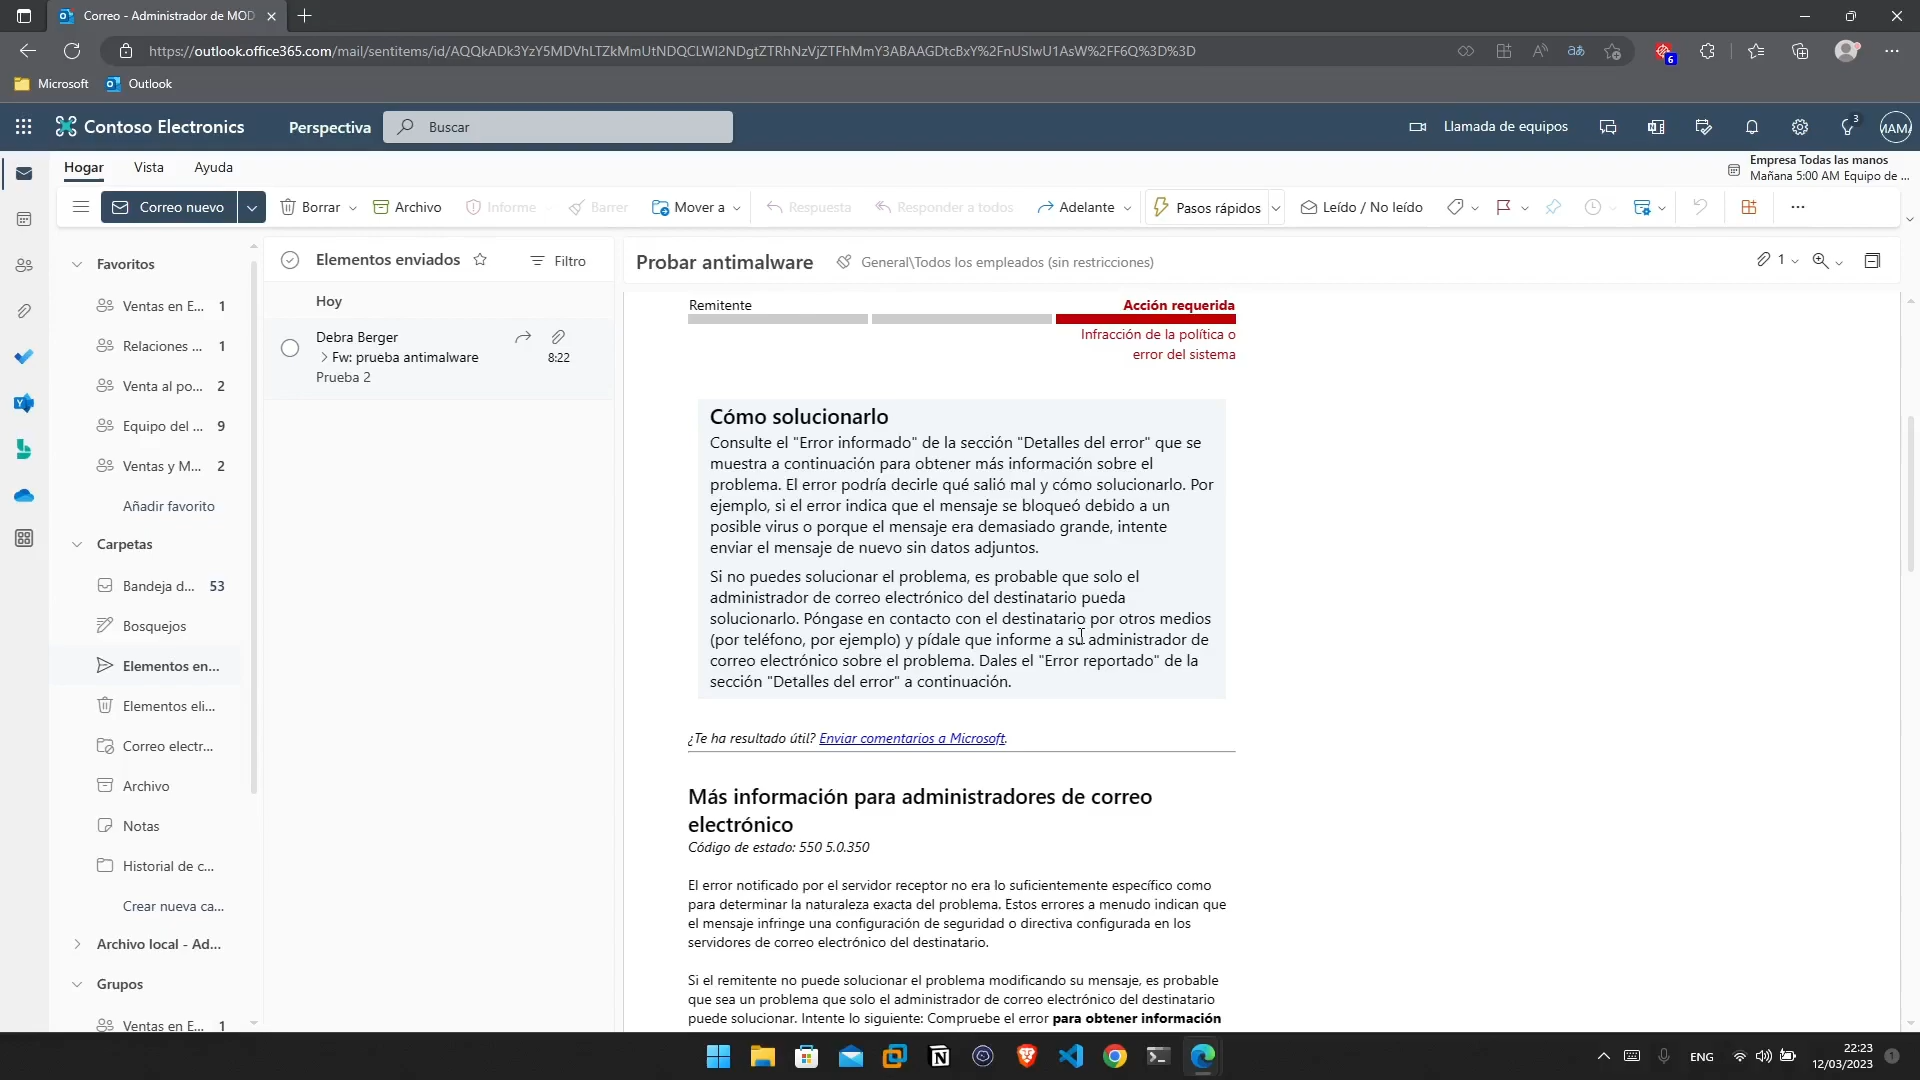 Correo - Administrador de MOD
https://outlook.office365.com/mail/sentitems/id/AQQkADk3YzY5MDVhLTZkMmUtNDQCLWI2NDgtZTRhNzVjZTFhMmY3ABAAGDtcBxY%2FnUSlwU1AsW%2FF6Q%3D%3D
6
Microsoft
Outlook
Contoso Electronics
Perspectiva
Buscar
Llamada de equipos
3
Hogar
Vista
Ayuda
Empresa Todas las manos
Mañana 5:00 AM Equipo de ...
Correo nuevo
Borrar
Archivo
Informe
Barrer
Mover a
Respuesta
Responder a todos
Adelante
Pasos rápidos
Leído / No leído
Favoritos
Ventas en E... 1
Relaciones ... 1
Venta al po... 2
Equipo del ... 9
Ventas y M... 2
Añadir favorito
Carpetas
Bandeja d... 53
Bosquejos
Elementos en...
Elementos eli...
Correo electr...
Archivo
Notas
Historial de c...
Crear nueva ca...
Archivo local - Ad...
Grupos
Ventas en E... 1
Elementos enviados
Filtro
Hoy
Debra Berger
Fw: prueba antimalware 8:22
Prueba 2
Probar antimalware
General\Todos los empleados (sin restricciones)
1
Remitente
Acción requerida
Infracción de la política o
error del sistema
Cómo solucionarlo
Consulte el "Error informado" de la sección "Detalles del error" que se
muestra a continuación para obtener más información sobre el
problema. El error podría decirle qué salió mal y cómo solucionarlo. Por
ejemplo, si el error indica que el mensaje se bloqueó debido a un
posible virus o porque el mensaje era demasiado grande, intente
enviar el mensaje de nuevo sin datos adjuntos.
Si no puedes solucionar el problema, es probable que solo el
administrador de correo electrónico del destinatario pueda
solucionarlo. Póngase en contacto con el destinatario por otros medios
(por teléfono, por ejemplo) y pídale que informe a su administrador de
correo electrónico sobre el problema. Dales el "Error reportado" de la
sección "Detalles del error" a continuación.
¿Te ha resultado útil? Enviar comentarios a Microsoft.
Más información para administradores de correo
electrónico
Código de estado: 550 5.0.350
El error notificado por el servidor receptor no era lo suficientemente específico como
para determinar la naturaleza exacta del problema. Estos errores a menudo indican que
el mensaje infringe una configuración de seguridad o directiva configurada en los
servidores de correo electrónico del destinatario.
Si el remitente no puede solucionar el problema modificando su mensaje, es probable
que sea un problema que solo el administrador de correo electrónico del destinatario
puede solucionar. Intente lo siguiente: Compruebe el error para obtener información
ENG
22:23
12/03/2023
1